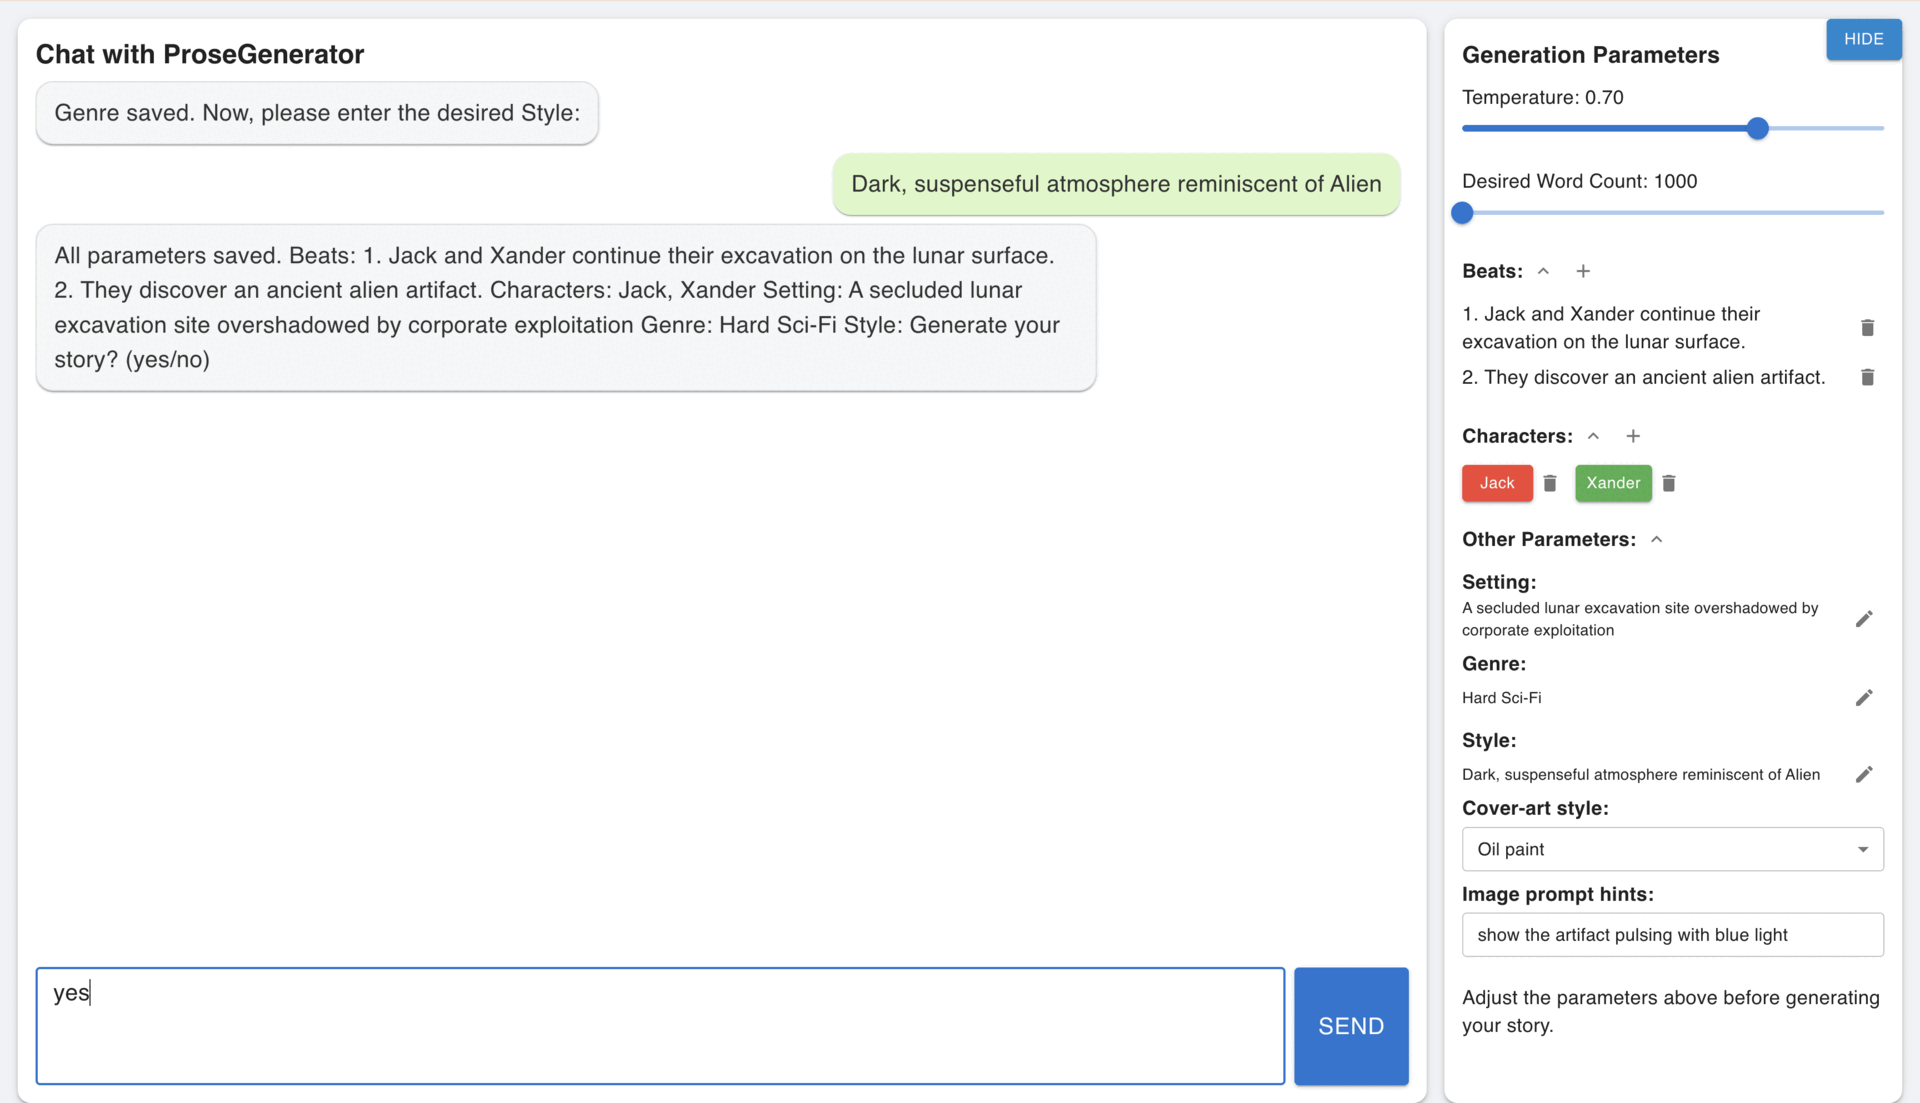 Chat with ProseGenerator
Genre saved. Now, please enter the desired Style:
Dark, suspenseful atmosphere reminiscent of Alien
All parameters saved. Beats: 1. Jack and Xander continue their excavation on the lunar surface.
2. They discover an ancient alien artifact. Characters: Jack, Xander Setting: A secluded lunar
excavation site overshadowed by corporate exploitation Genre: Hard Sci-Fi Style: Generate your
story? (yes/no)
yes
SEND
HIDE
Generation Parameters
Temperature: 0.70
Desired Word Count: 1000
Beats:
1. Jack and Xander continue their
excavation on the lunar surface.
2. They discover an ancient alien artifact.
Characters:
Jack Xander
Other Parameters:
Setting:
A secluded lunar excavation site overshadowed by
corporate exploitation
Genre:
Hard Sci-Fi
Style:
Dark, suspenseful atmosphere reminiscent of Alien
Cover-art style:
Oil paint
Image prompt hints:
show the artifact pulsing with blue light
Adjust the parameters above before generating
your story.